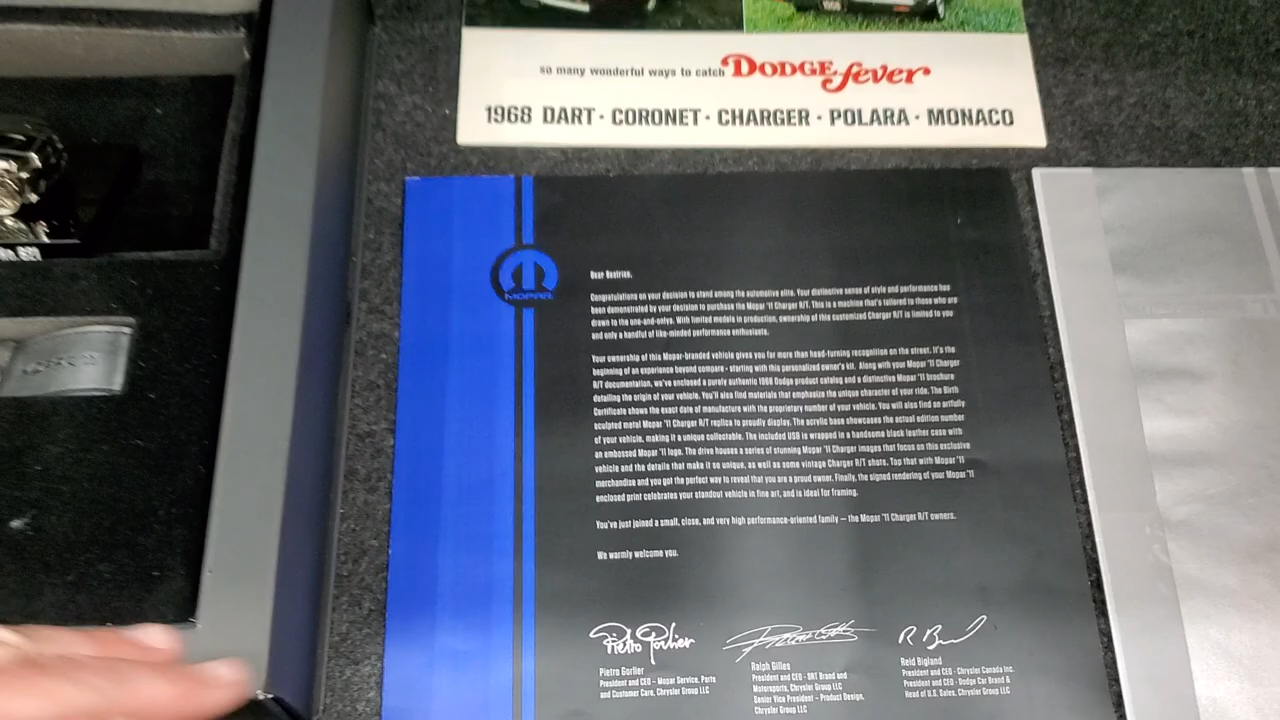 so many wonderful ways to catch DODGE fever
1968 DART · CORONET · CHARGER · POLARA · MONACO
MOPAR
Dear Beatrice,
Congratulations on your decision to stand among the automotive elite. Your distinctive sense of style and performance has
been demonstrated by your decision to purchase the Mopar '11 Charger R/T. This is a machine that's tailored to those who are
drawn to the one-and-onlys. With limited models in production, ownership of this customized Charger R/T is limited to you
and only a handful of like-minded performance enthusiasts.
Your ownership of this Mopar-branded vehicle gives you far more than head-turning recognition on the street. It's the
beginning of an experience beyond compare - starting with this personalized owner's kit. Along with your Mopar '11 Charger
R/T documentation, we've enclosed a purely authentic 1968 Dodge product catalog and a distinctive Mopar '11 brochure
detailing the origin of your vehicle. You'll also find materials that emphasize the unique character of your ride. The Birth
Certificate shows the exact date of manufacture with the proprietary number of your vehicle. You will also find an artfully
sculpted metal Mopar '11 Charger R/T replica to proudly display. The acrylic base showcases the actual edition number
of your vehicle, making it a unique collectable. The included USB is wrapped in a handsome black leather case with
an embossed Mopar '11 logo. The drive houses a series of stunning Mopar '11 Charger images that focus on this exclusive
vehicle and the details that make it so unique, as well as some vintage Charger R/T shots. Top that with Mopar '11
merchandise and you got the perfect way to reveal that you are a proud owner. Finally, the signed rendering of your Mopar '11
enclosed print celebrates your standout vehicle in fine art, and is ideal for framing.
You've just joined a small, close, and very high performance-oriented family — the Mopar '11 Charger R/T owners.
We warmly welcome you.
Pietro Gorlier
President and CEO – Mopar Service, Parts
and Customer Care, Chrysler Group LLC
Ralph Gilles
President and CEO - SRT Brand and
Motorsports, Chrysler Group LLC
Senior Vice President – Product Design,
Chrysler Group LLC
Reid Bigland
President and CEO - Chrysler Canada Inc.
President and CEO - Dodge Car Brand &
Head of U.S. Sales, Chrysler Group LLC